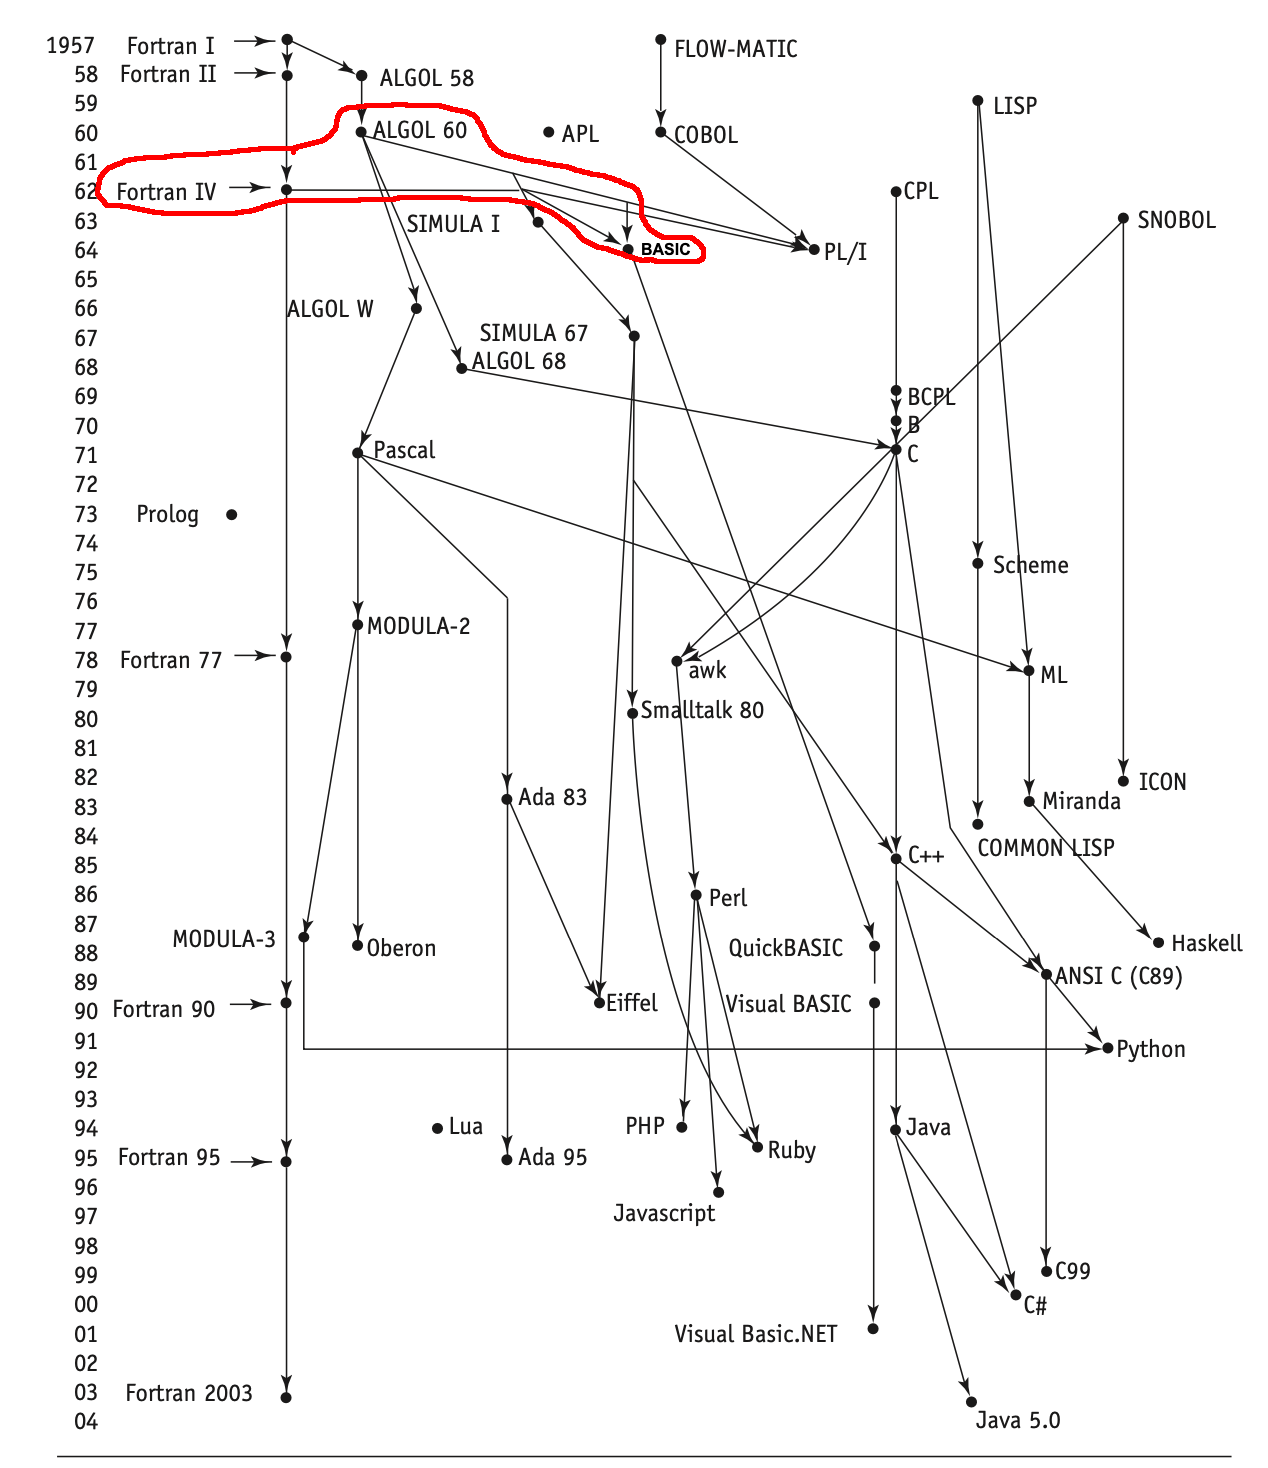 1957 Fortran I FLOW-MATIC
58 Fortran II ALGOL 58
59 LISP
60 ALGOL 60 APL COBOL
61
62 Fortran IV CPL
63 SIMULA I SNOBOL
64 BASIC PL/I
65
66 ALGOL W
67 SIMULA 67
68 ALGOL 68
69 BCPL
70 B
71 Pascal C
72
73 Prolog
74
75 Scheme
76
77 MODULA-2
78 Fortran 77 awk ML
79
80 Smalltalk 80
81
82 ICON
83 Ada 83 Miranda
84 COMMON LISP
85 C++
86 Perl
87
88 MODULA-3 Oberon QuickBASIC Haskell
89 ANSI C (C89)
90 Fortran 90 Eiffel Visual BASIC
91 Python
92
93
94 Lua PHP Java
95 Fortran 95 Ada 95 Ruby
96
97 Javascript
98
99 C99
00 C#
01 Visual Basic.NET
02
03 Fortran 2003
04 Java 5.0